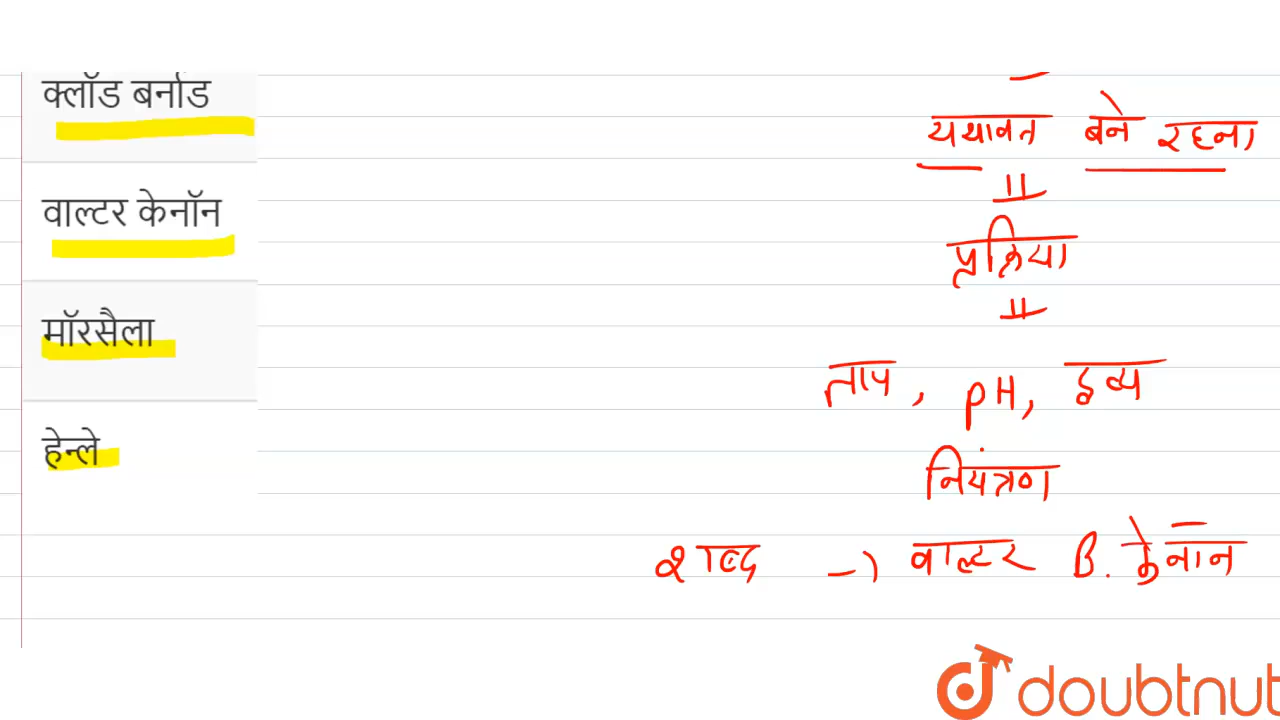 क्लॉड बर्नाड
वाल्टर केनॉन
मॉरसैला
हेन्ले
यथावत बने रहना
प्रक्रिया
ताप, pH, द्रव्य
नियंत्रण
शब्द → वाल्टर B. केनान
doubtnut